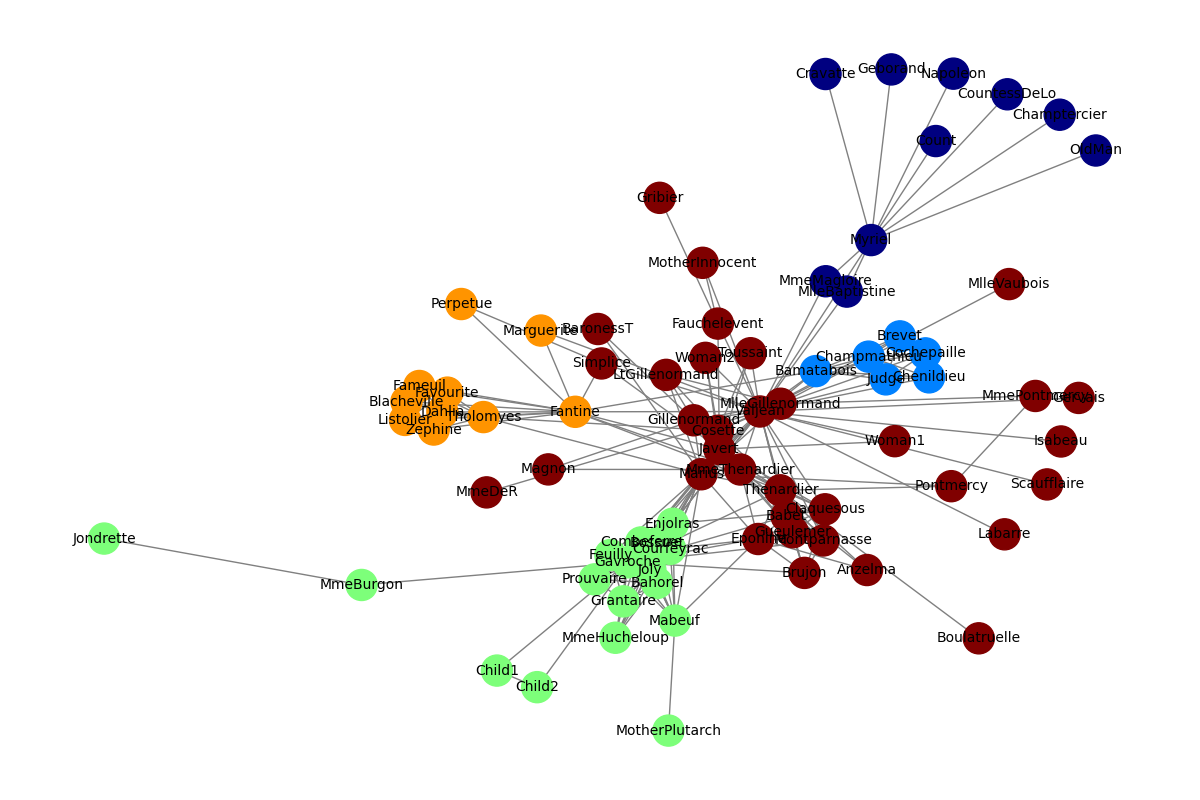 Cravatte
Geborand
Napoleon
CountessDeLo
Champtercier
Count
OldMan
Gribier
Myriel
MotherInnocent
MmeMagloire
MlleBaptistine
MlleVaubois
Perpetue
Marguerite
BaronessT
Fauchelevent
Brevet
Woman2
Toussaint
Champmathieu
Cochepaille
Simplice
LtGillenormand
Bamatabois
Judge
Chenildieu
Fameuil
Favourite
Blacheville
Dahlia
Tholomyes
Listolier
Zephine
Fantine
Gillenormand
MlleGillenormand
Valjean
MmePontmercy
Gervais
Cosette
Javert
Woman1
Isabeau
Magnon
Marius
MmeThenardier
MmeDeR
Thenardier
Pontmercy
Scaufflaire
Claquesous
Babet
Gueulemer
Montparnasse
Eponine
Labarre
Enjolras
Combeferre
Bossuet
Courfeyrac
Feuilly
Gavroche
Joly
Prouvaire
Bahorel
Brujon
Anzelma
Jondrette
MmeBurgon
Grantaire
Mabeuf
MmeHucheloup
Boulatruelle
Child1
Child2
MotherPlutarch